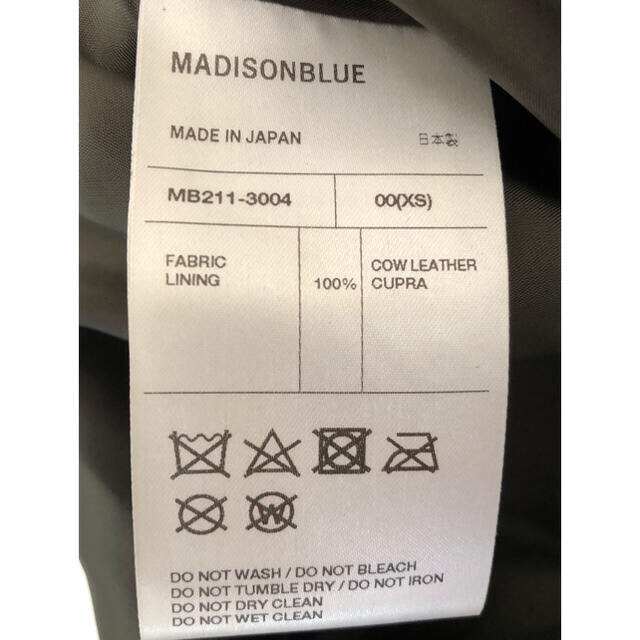 MADISONBLUE
MADE IN JAPAN 日本製
MB211-3004 00(XS)
FABRIC COW LEATHER
LINING 100% CUPRA
DO NOT WASH / DO NOT BLEACH
DO NOT TUMBLE DRY / DO NOT IRON
DO NOT DRY CLEAN
DO NOT WET CLEAN